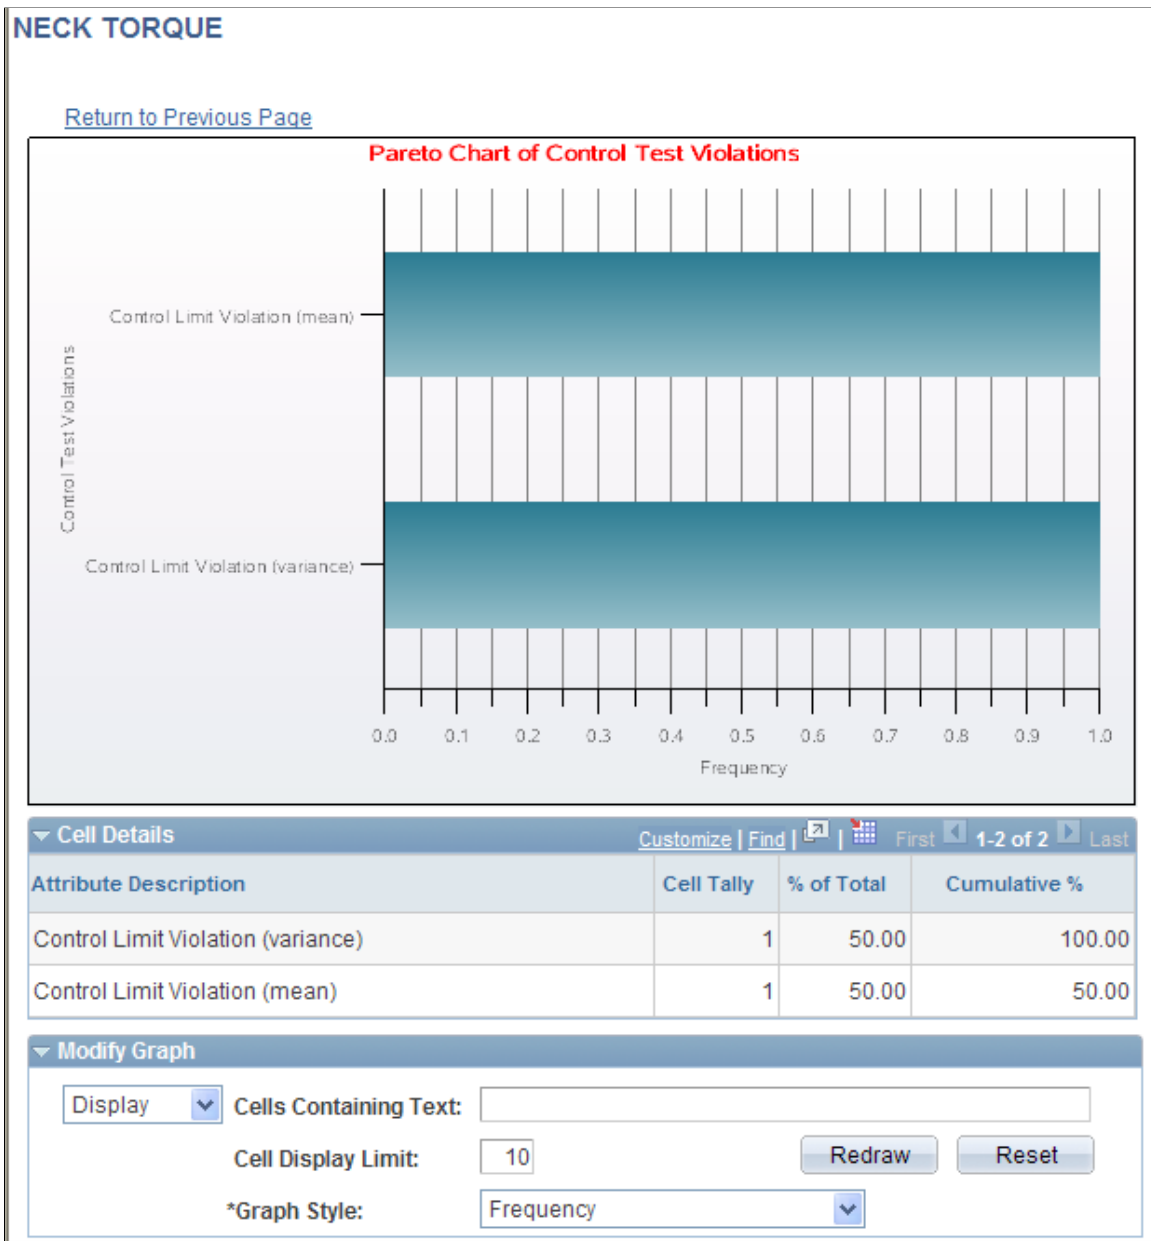 NECK TORQUE
Return to Previous Page
Pareto Chart of Control Test Violations
Control Test Violations
Control Limit Violation (mean)
Control Limit Violation (variance)
0.0 0.1 0.2 0.3 0.4 0.5 0.6 0.7 0.8 0.9 1.0
Frequency
Cell Details Customize | Find | | First 1-2 of 2 Last
Attribute Description Cell Tally % of Total Cumulative %
Control Limit Violation (variance) 1 50.00 100.00
Control Limit Violation (mean) 1 50.00 50.00
Modify Graph
Display Cells Containing Text:
Cell Display Limit: 10 Redraw Reset
*Graph Style: Frequency